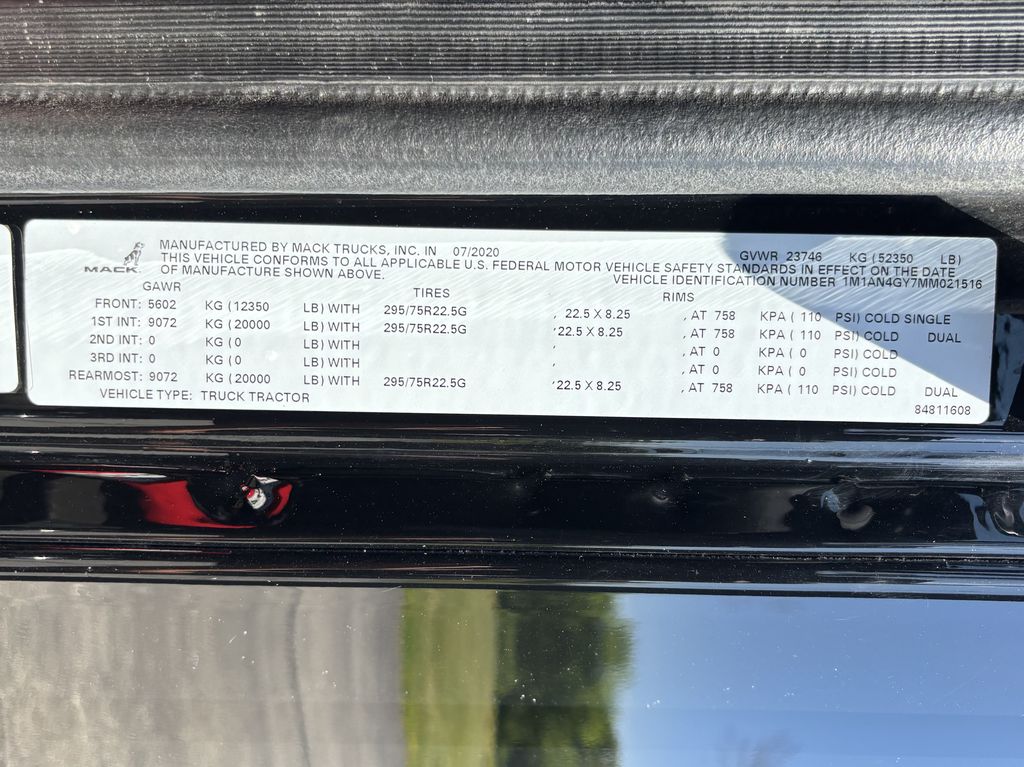 MANUFACTURED BY MACK TRUCKS, INC. IN 07/2020 GVWR 23746 KG (52350 LB)
THIS VEHICLE CONFORMS TO ALL APPLICABLE U.S. FEDERAL MOTOR VEHICLE SAFETY STANDARDS IN EFFECT ON THE DATE
OF MANUFACTURE SHOWN ABOVE. VEHICLE IDENTIFICATION NUMBER 1M1AN4GY7MM021516
MACK
GAWR TIRES RIMS
FRONT: 5602 KG (12350 LB) WITH 295/75R22.5G , 22.5 X 8.25 , AT 758 KPA ( 110 PSI) COLD SINGLE
1ST INT: 9072 KG (20000 LB) WITH 295/75R22.5G , 22.5 X 8.25 , AT 758 KPA ( 110 PSI) COLD DUAL
2ND INT: 0 KG (0 LB) WITH , , AT 0 KPA ( 0 PSI) COLD
3RD INT: 0 KG (0 LB) WITH , , AT 0 KPA ( 0 PSI) COLD
REARMOST: 9072 KG (20000 LB) WITH 295/75R22.5G , 22.5 X 8.25 , AT 758 KPA ( 110 PSI) COLD DUAL
VEHICLE TYPE: TRUCK TRACTOR 84811608